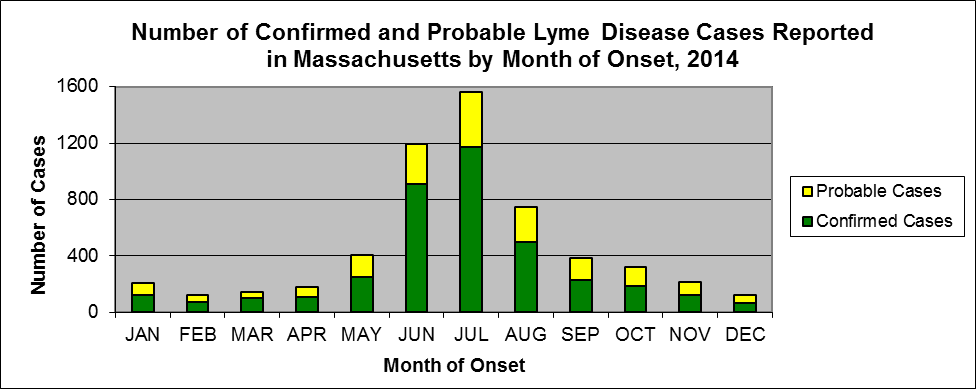 Number of Confirmed and Probable Lyme Disease Cases Reported
in Massachusetts by Month of Onset, 2014
Number of Cases
1600
1200
800
400
0
JAN FEB MAR APR MAY JUN JUL AUG SEP OCT NOV DEC
Month of Onset
Probable Cases
Confirmed Cases